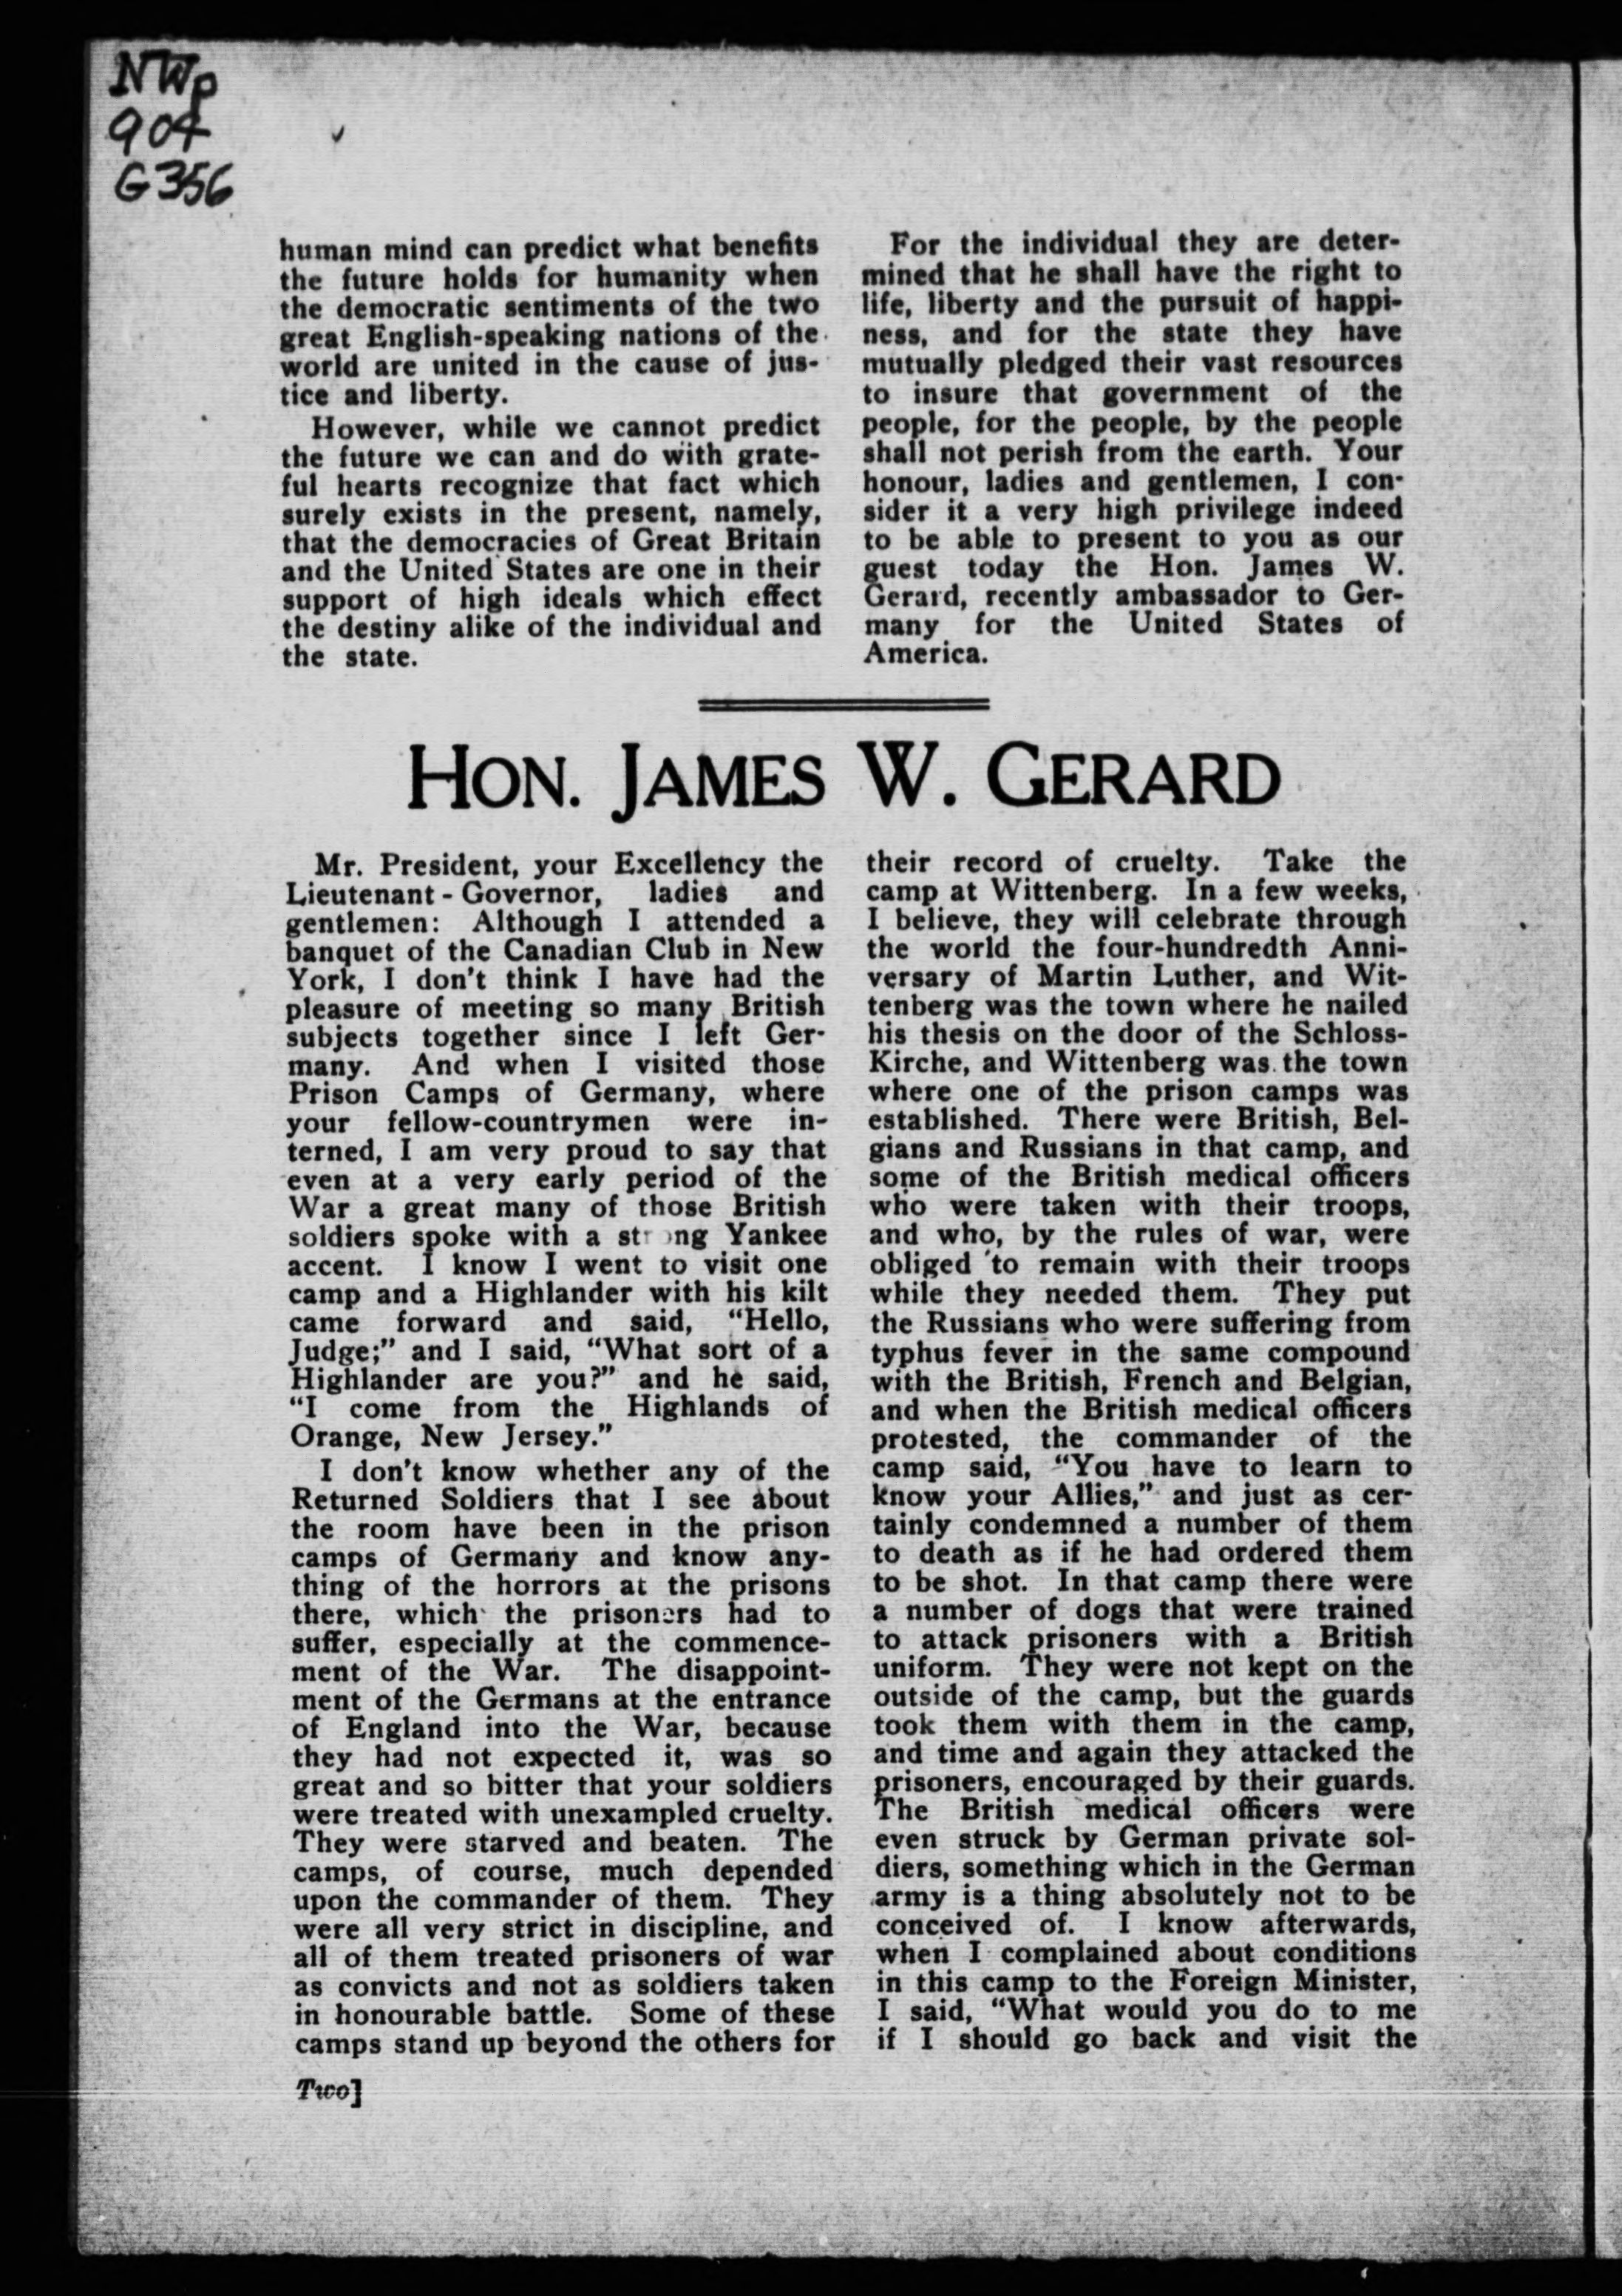 NWp
904
G356
human mind can predict what benefits
the future holds for humanity when
the democratic sentiments of the two
great English-speaking nations of the
world are united in the cause of jus-
tice and liberty.
However, while we cannot predict
the future we can and do with grate-
ful hearts recognize that fact which
surely exists in the present, namely,
that the democracies of Great Britain
and the United States are one in their
support of high ideals which effect
the destiny alike of the individual and
the state.
For the individual they are deter-
mined that he shall have the right to
life, liberty and the pursuit of happi-
ness, and for the state they have
mutually pledged their vast resources
to insure that government of the
people, for the people, by the people
shall not perish from the earth. Your
honour, ladies and gentlemen, I con-
sider it a very high privilege indeed
to be able to present to you as our
guest today the Hon. James W.
Gerard, recently ambassador to Ger-
many for the United States of
America.
HON. JAMES W. GERARD
Mr. President, your Excellency the
Lieutenant-Governor, ladies and
gentlemen: Although I attended a
banquet of the Canadian Club in New
York, I don't think I have had the
pleasure of meeting so many British
subjects together since I left Ger-
many. And when I visited those
Prison Camps of Germany, where
your fellow-countrymen were in-
terned, I am very proud to say that
even at a very early period of the
War a great many of those British
soldiers spoke with a strong Yankee
accent. I know I went to visit one
camp and a Highlander with his kilt
came forward and said, "Hello,
Judge;" and I said, "What sort of a
Highlander are you?" and he said,
"I come from the Highlands of
Orange, New Jersey."
I don't know whether any of the
Returned Soldiers that I see about
the room have been in the prison
camps of Germany and know any-
thing of the horrors at the prisons
there, which the prisoners had to
suffer, especially at the commence-
ment of the War. The disappoint-
ment of the Germans at the entrance
of England into the War, because
they had not expected it, was so
great and so bitter that your soldiers
were treated with unexampled cruelty.
They were starved and beaten. The
camps, of course, much depended
upon the commander of them. They
were all very strict in discipline, and
all of them treated prisoners of war
as convicts and not as soldiers taken
in honourable battle. Some of these
camps stand up beyond the others for
their record of cruelty. Take the
camp at Wittenberg. In a few weeks,
I believe, they will celebrate through
the world the four-hundredth Anni-
versary of Martin Luther, and Wit-
tenberg was the town where he nailed
his thesis on the door of the Schloss-
Kirche, and Wittenberg was the town
where one of the prison camps was
established. There were British, Bel-
gians and Russians in that camp, and
some of the British medical officers
who were taken with their troops,
and who, by the rules of war, were
obliged to remain with their troops
while they needed them. They put
the Russians who were suffering from
typhus fever in the same compound
with the British, French and Belgian,
and when the British medical officers
protested, the commander of the
camp said, "You have to learn to
know your Allies," and just as cer-
tainly condemned a number of them
to death as if he had ordered them
to be shot. In that camp there were
a number of dogs that were trained
to attack prisoners with a British
uniform. They were not kept on the
outside of the camp, but the guards
took them with them in the camp,
and time and again they attacked the
prisoners, encouraged by their guards.
The British medical officers were
even struck by German private sol-
diers, something which in the German
army is a thing absolutely not to be
conceived of. I know afterwards,
when I complained about conditions
in this camp to the Foreign Minister,
I said, "What would you do to me
if I should go back and visit the
Two]